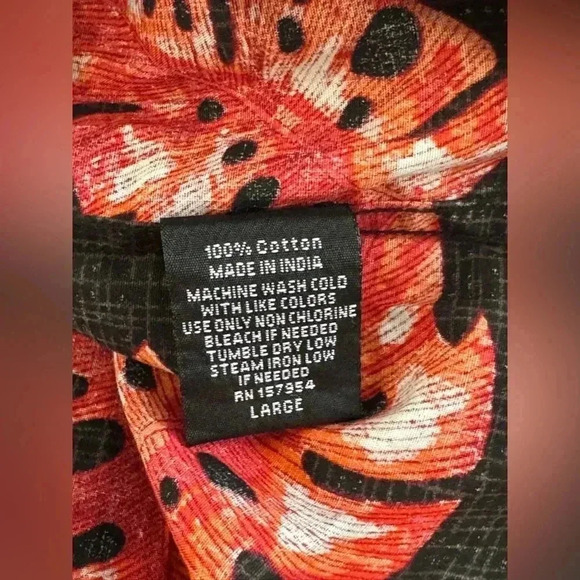 100% Cotton
MADE IN INDIA
MACHINE WASH COLD
WITH LIKE COLORS
USE ONLY NON CHLORINE
BLEACH IF NEEDED
TUMBLE DRY LOW
STEAM IRON LOW
IF NEEDED
RN 157954
LARGE